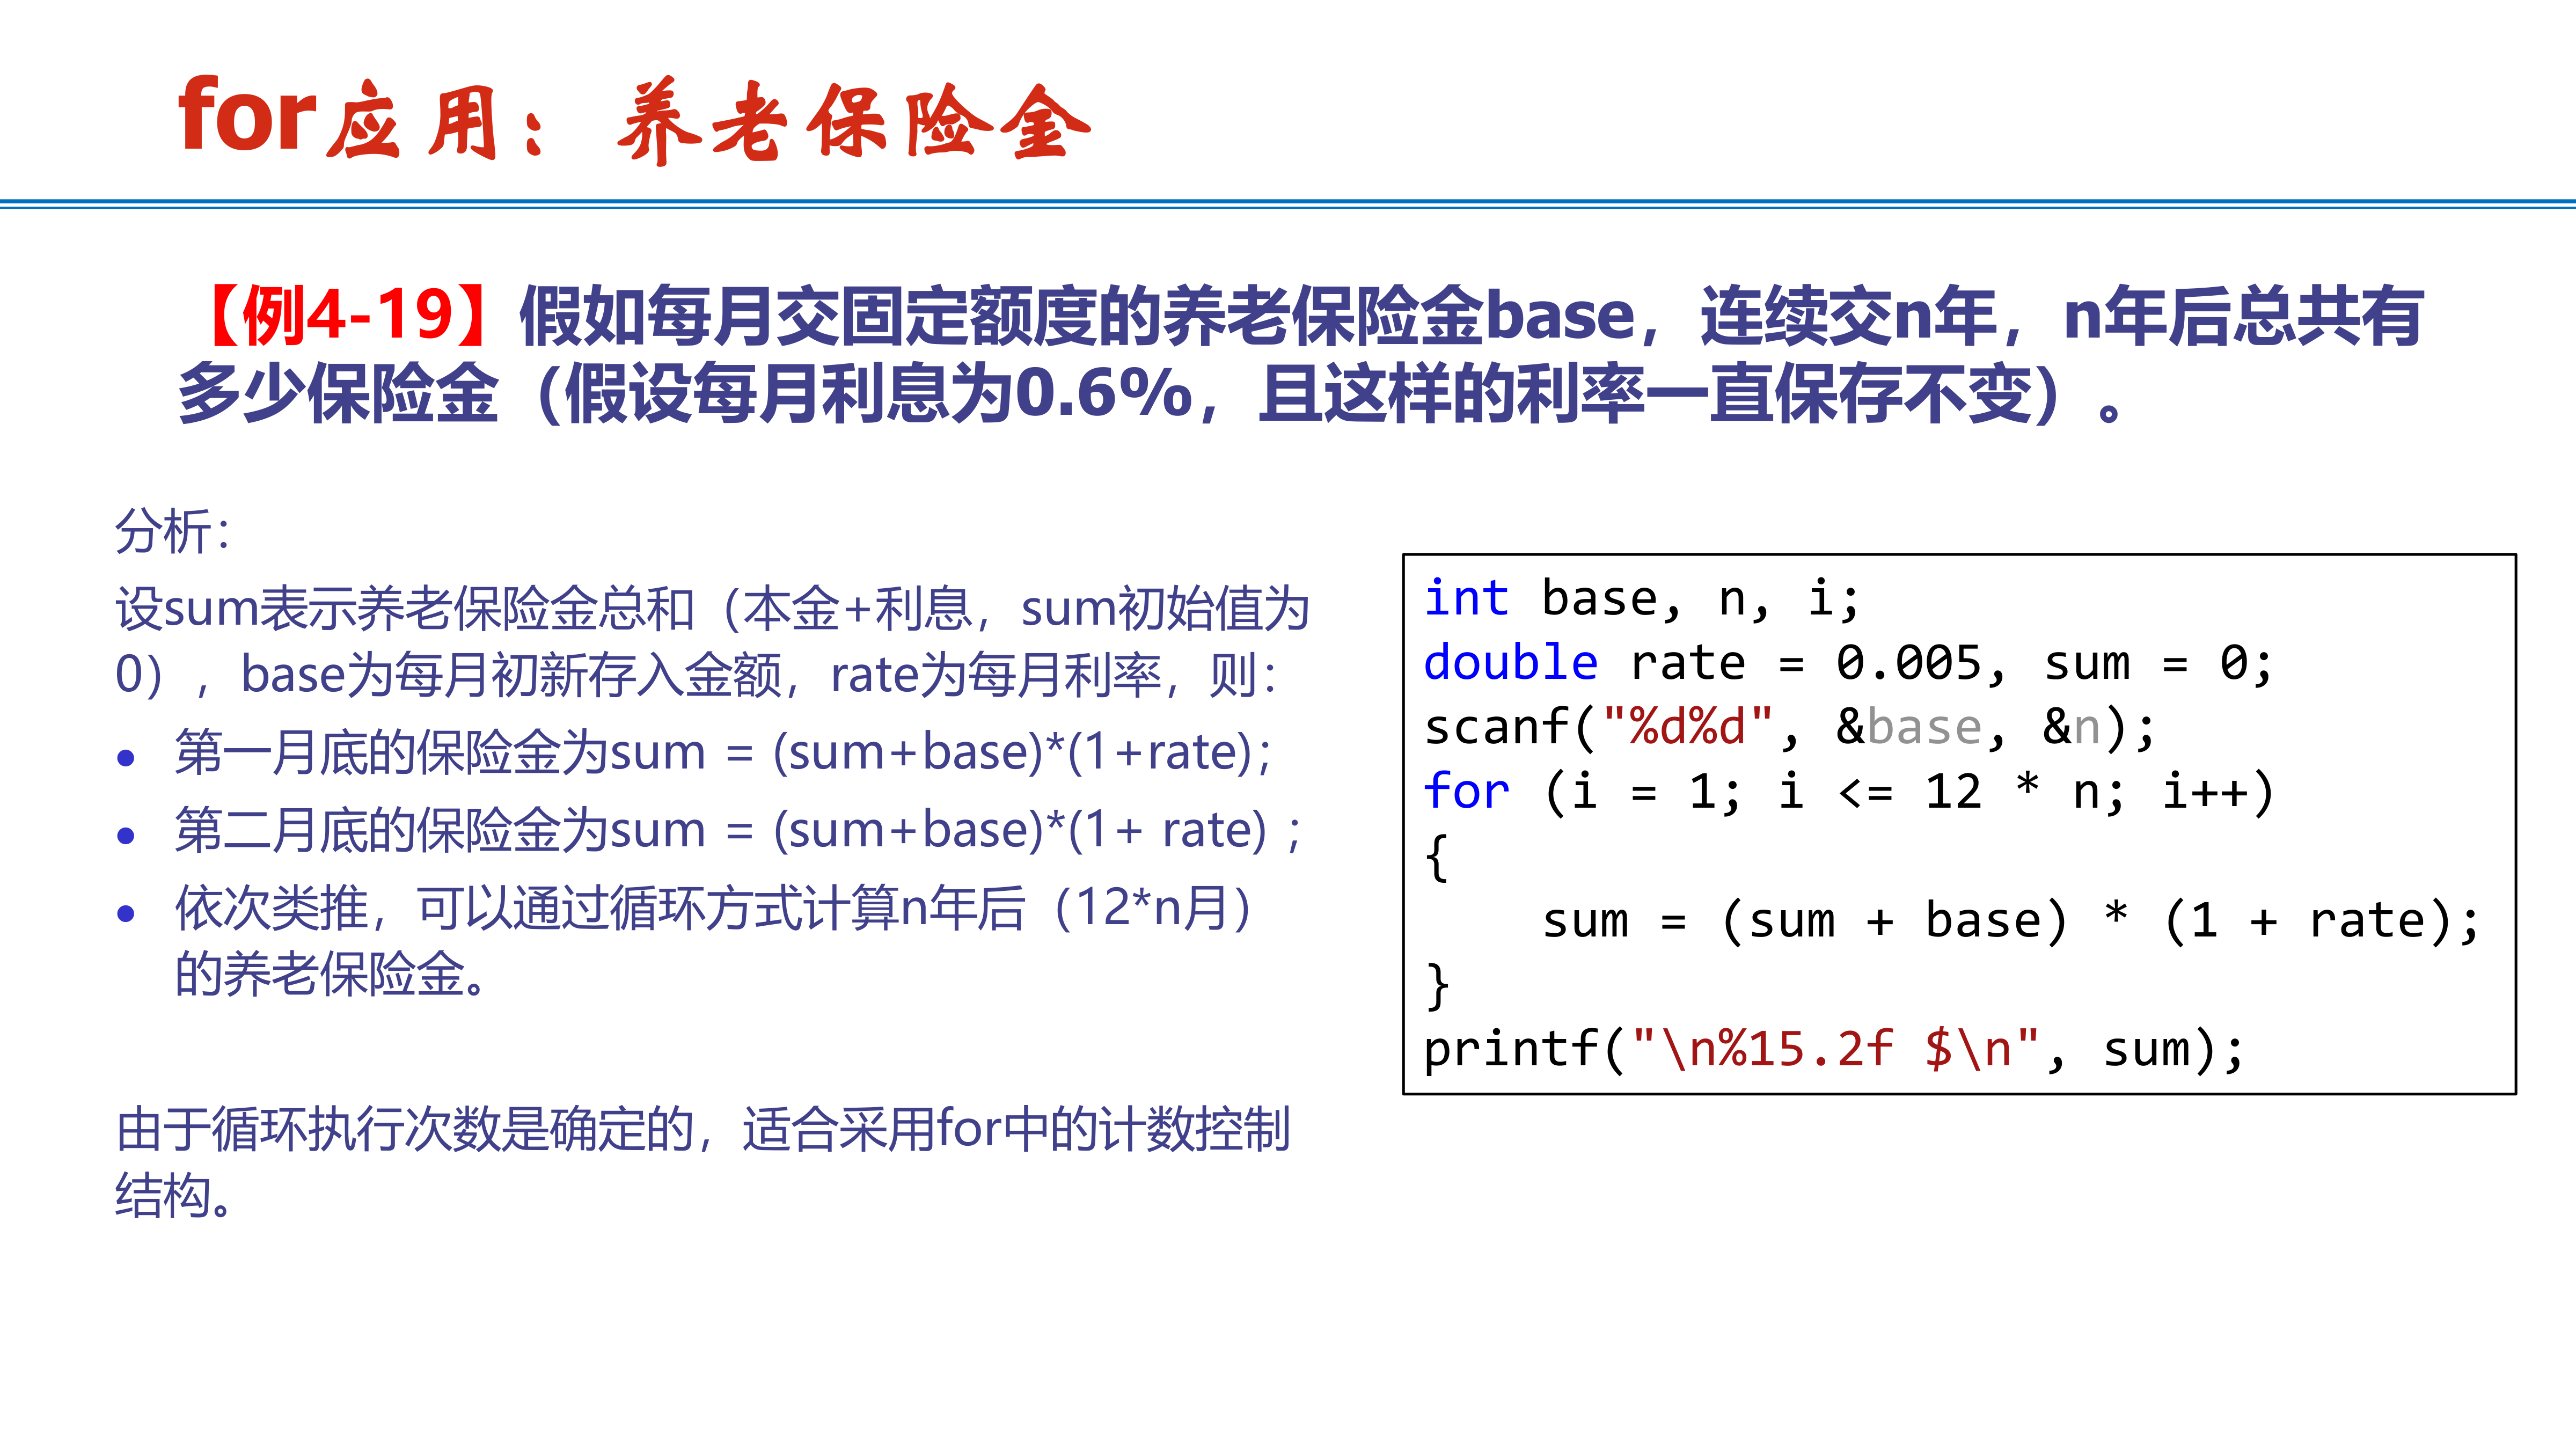 for应用：养老保险金
【例4-19】假如每月交固定额度的养老保险金base，连续交n年，n年后总共有
多少保险金（假设每月利息为0.6%，且这样的利率一直保存不变）。
分析：
设sum表示养老保险金总和（本金+利息，sum初始值为
0），base为每月初新存入金额，rate为每月利率，则：
● 第一月底的保险金为sum = (sum+base)*(1+rate)；
● 第二月底的保险金为sum = (sum+base)*(1+ rate) ；
● 依次类推，可以通过循环方式计算n年后（12*n月）
的养老保险金。
由于循环执行次数是确定的，适合采用for中的计数控制
结构。
int base, n, i;
double rate = 0.005, sum = 0;
scanf("%d%d", &base, &n);
for (i = 1; i <= 12 * n; i++)
{
    sum = (sum + base) * (1 + rate);
}
printf("\n%15.2f $\n", sum);